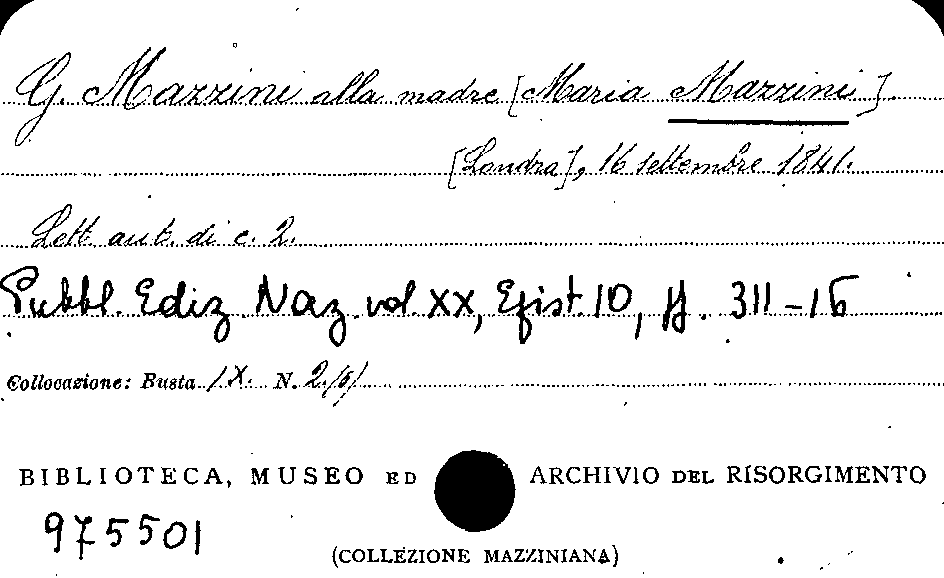 G. Mazzini alla madre [Maria Mazzini].
[Londra], 16 settembre 1841.
Lett. aut. di c. 2.
Pubbl. Ediz. Naz. vol. XX, Epist. 10, pp. 311-16
Collocazione: Busta IX. N. 2/5/
BIBLIOTECA, MUSEO ED ARCHIVIO DEL RISORGIMENTO
975501
(COLLEZIONE MAZZINIANA)